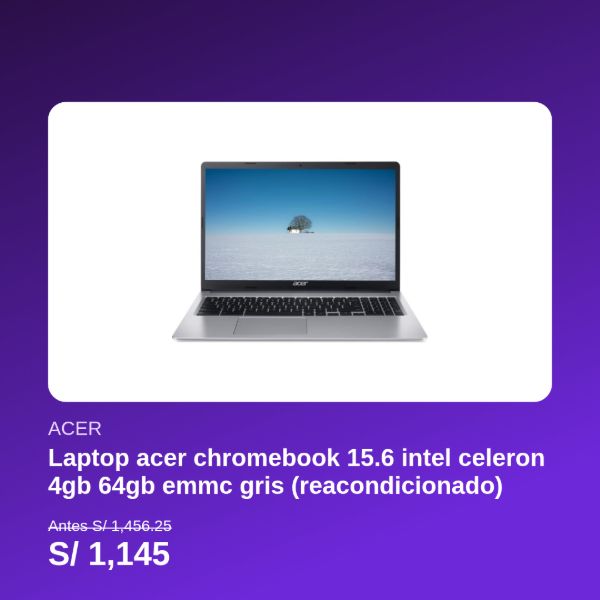 acer
ACER
Laptop acer chromebook 15.6 intel celeron
4gb 64gb emmc gris (reacondicionado)
Antes S/ 1,456.25
S/ 1,145